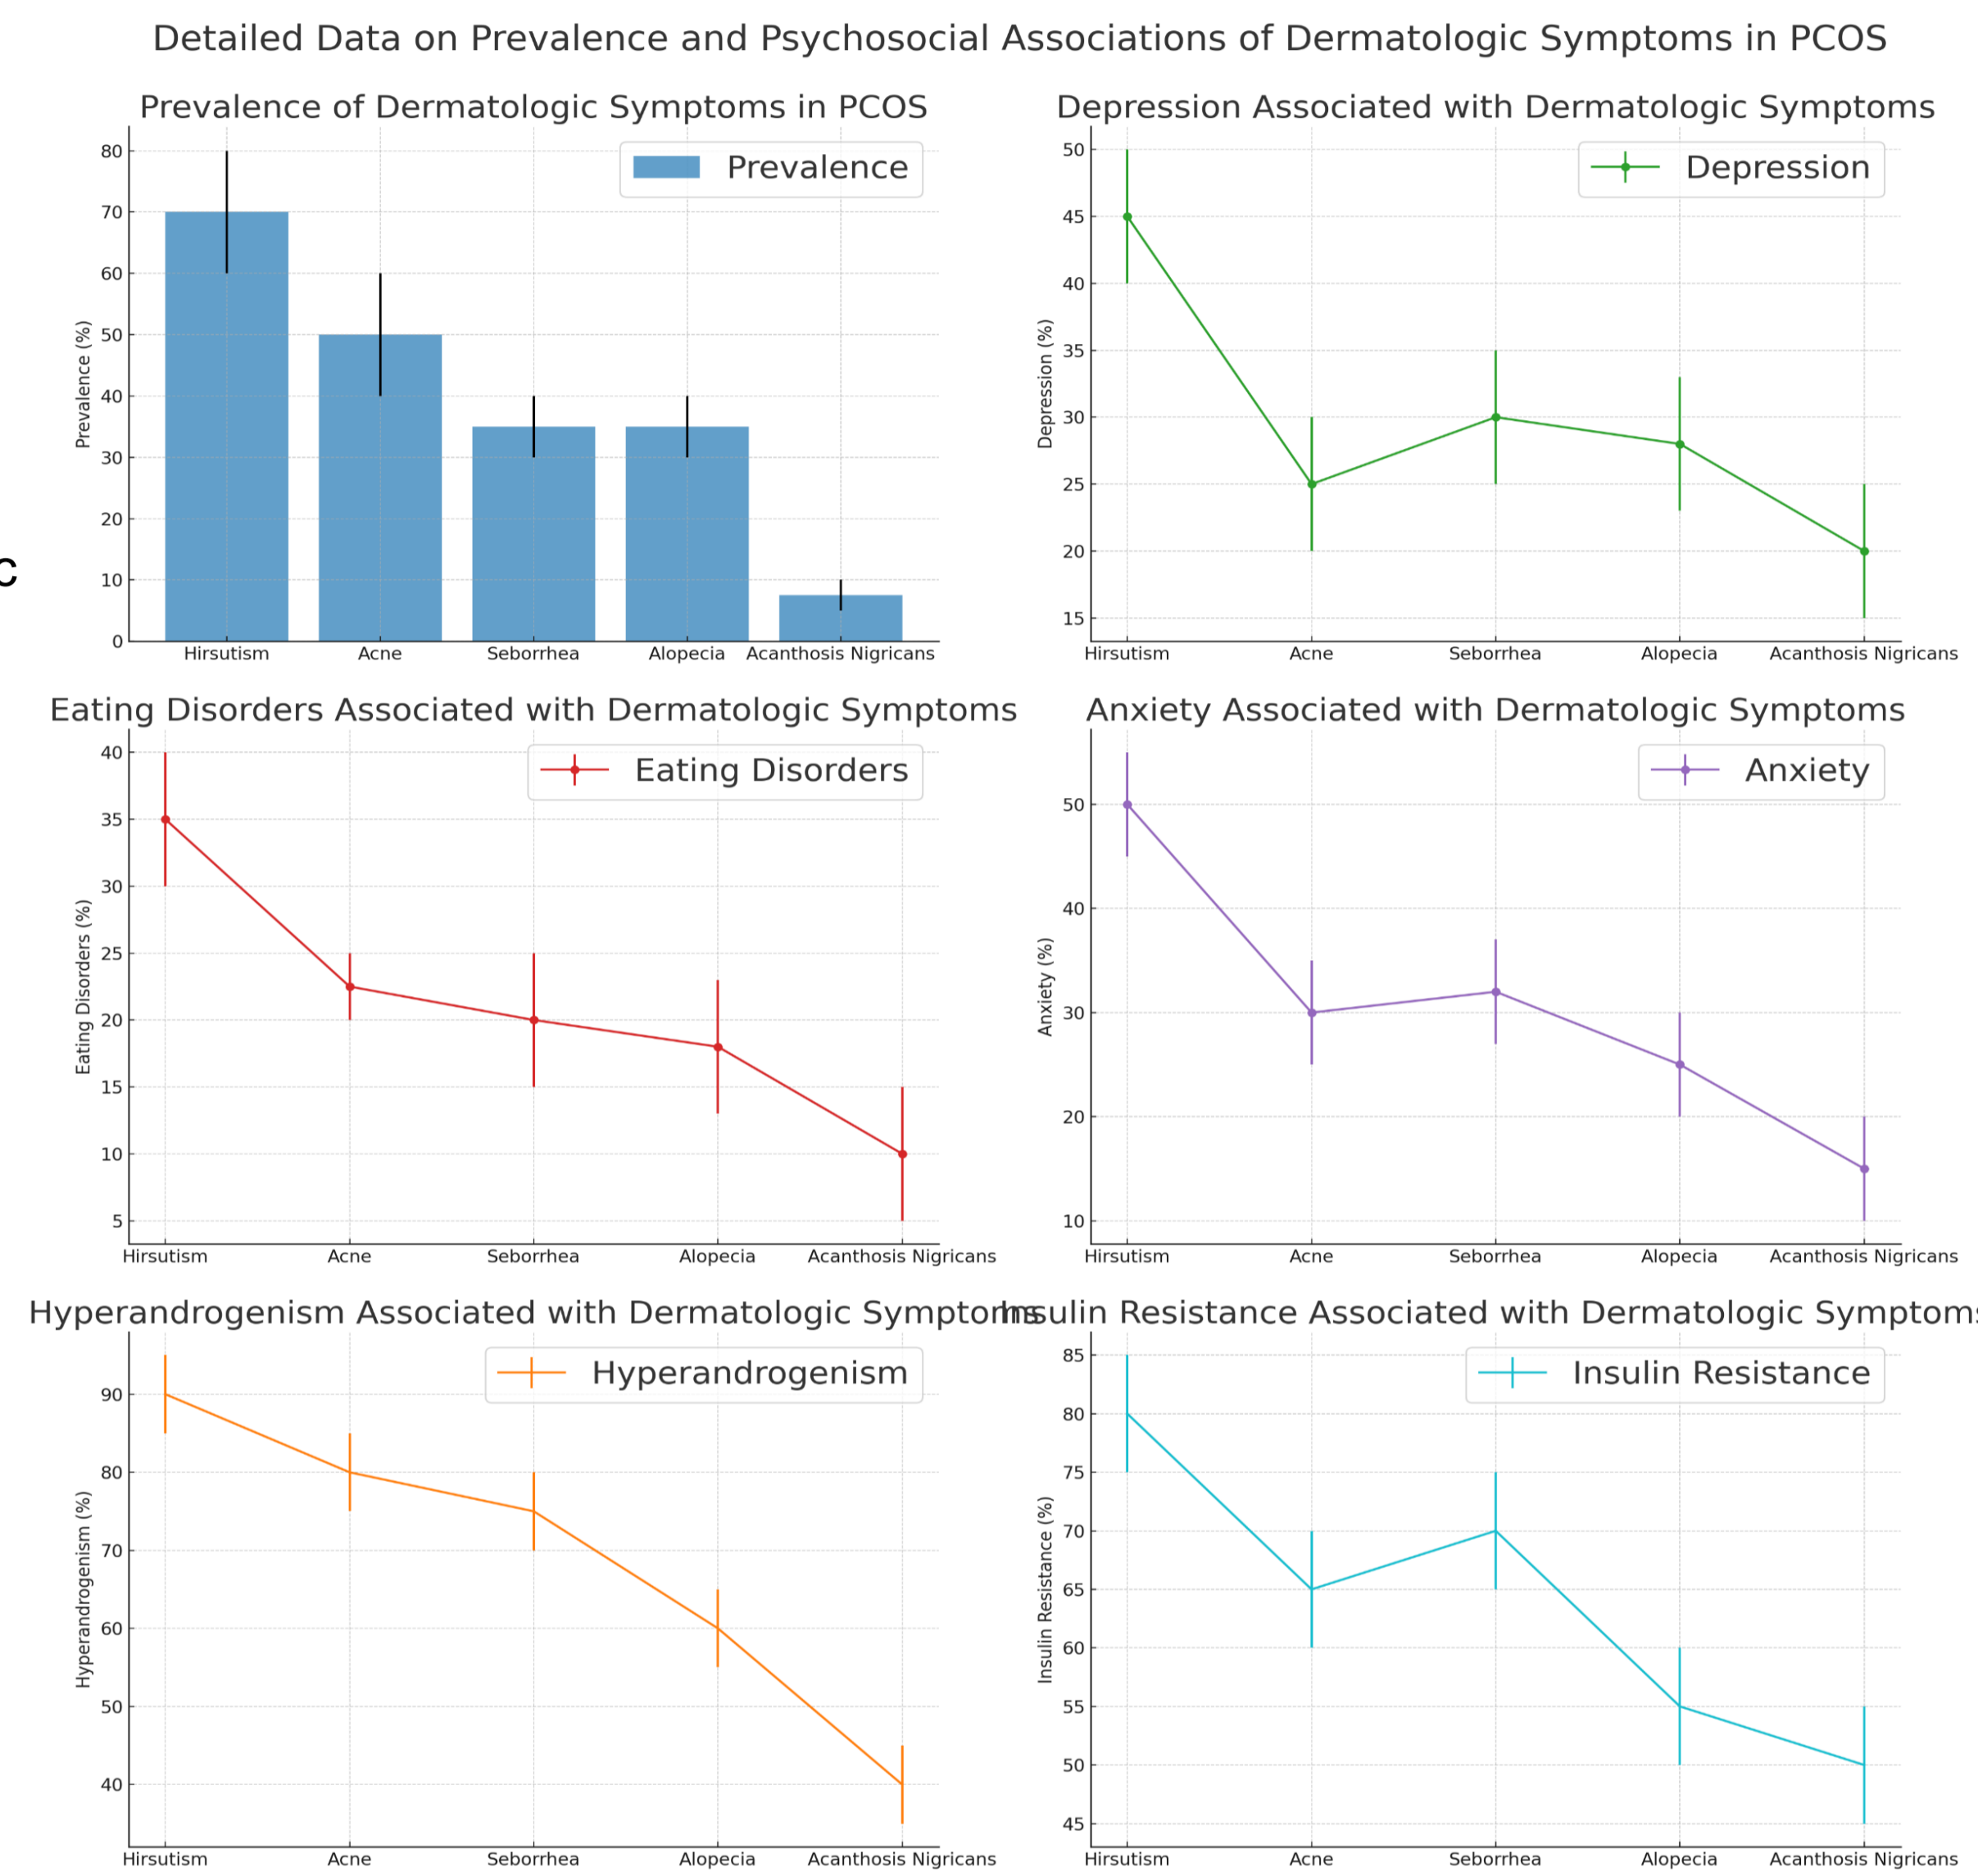 Detailed Data on Prevalence and Psychosocial Associations of Dermatologic Symptoms in PCOS
Prevalence of Dermatologic Symptoms in PCOS
Prevalence
Prevalence (%)
80
70
60
50
40
30
20
10
0
Hirsutism Acne Seborrhea Alopecia Acanthosis Nigricans
Depression Associated with Dermatologic Symptoms
Depression
Depression (%)
50
45
40
35
30
25
20
15
Hirsutism Acne Seborrhea Alopecia Acanthosis Nigricans
c
Eating Disorders Associated with Dermatologic Symptoms
Eating Disorders
Eating Disorders (%)
40
35
30
25
20
15
10
5
Hirsutism Acne Seborrhea Alopecia Acanthosis Nigricans
Anxiety Associated with Dermatologic Symptoms
Anxiety
Anxiety (%)
50
40
30
20
10
Hirsutism Acne Seborrhea Alopecia Acanthosis Nigricans
Hyperandrogenism Associated with Dermatologic Symptoms
Hyperandrogenism
Hyperandrogenism (%)
90
80
70
60
50
40
Hirsutism Acne Seborrhea Alopecia Acanthosis Nigricans
Insulin Resistance Associated with Dermatologic Symptoms
Insulin Resistance
Insulin Resistance (%)
85
80
75
70
65
60
55
50
45
Hirsutism Acne Seborrhea Alopecia Acanthosis Nigricans